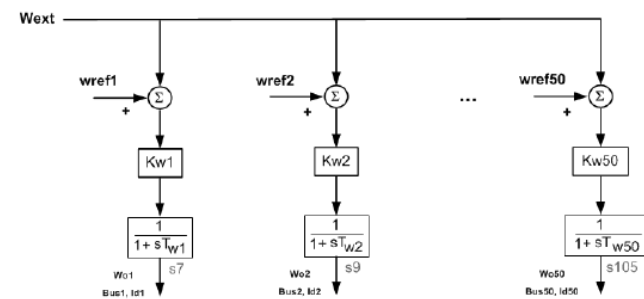 Wext
wref1
wref2
wref50
Σ
Σ
...
Σ
+
+
+
Kw1
Kw2
Kw50
1
1
1
1+ sTw1
1+ sTw2
1+ sTw50
s7
s9
s105
Wo1
Wo2
Wo50
Bus1, Id1
Bus2, Id2
Bus50, Id50